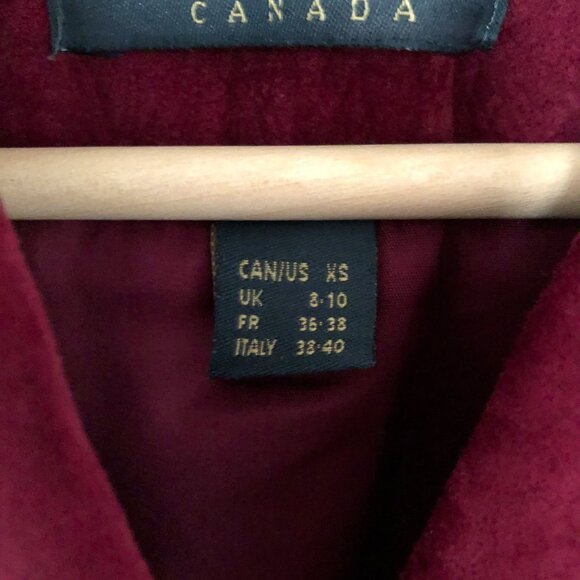 CANADA
CAN/US XS
UK 8·10
FR 36·38
ITALY 38·40